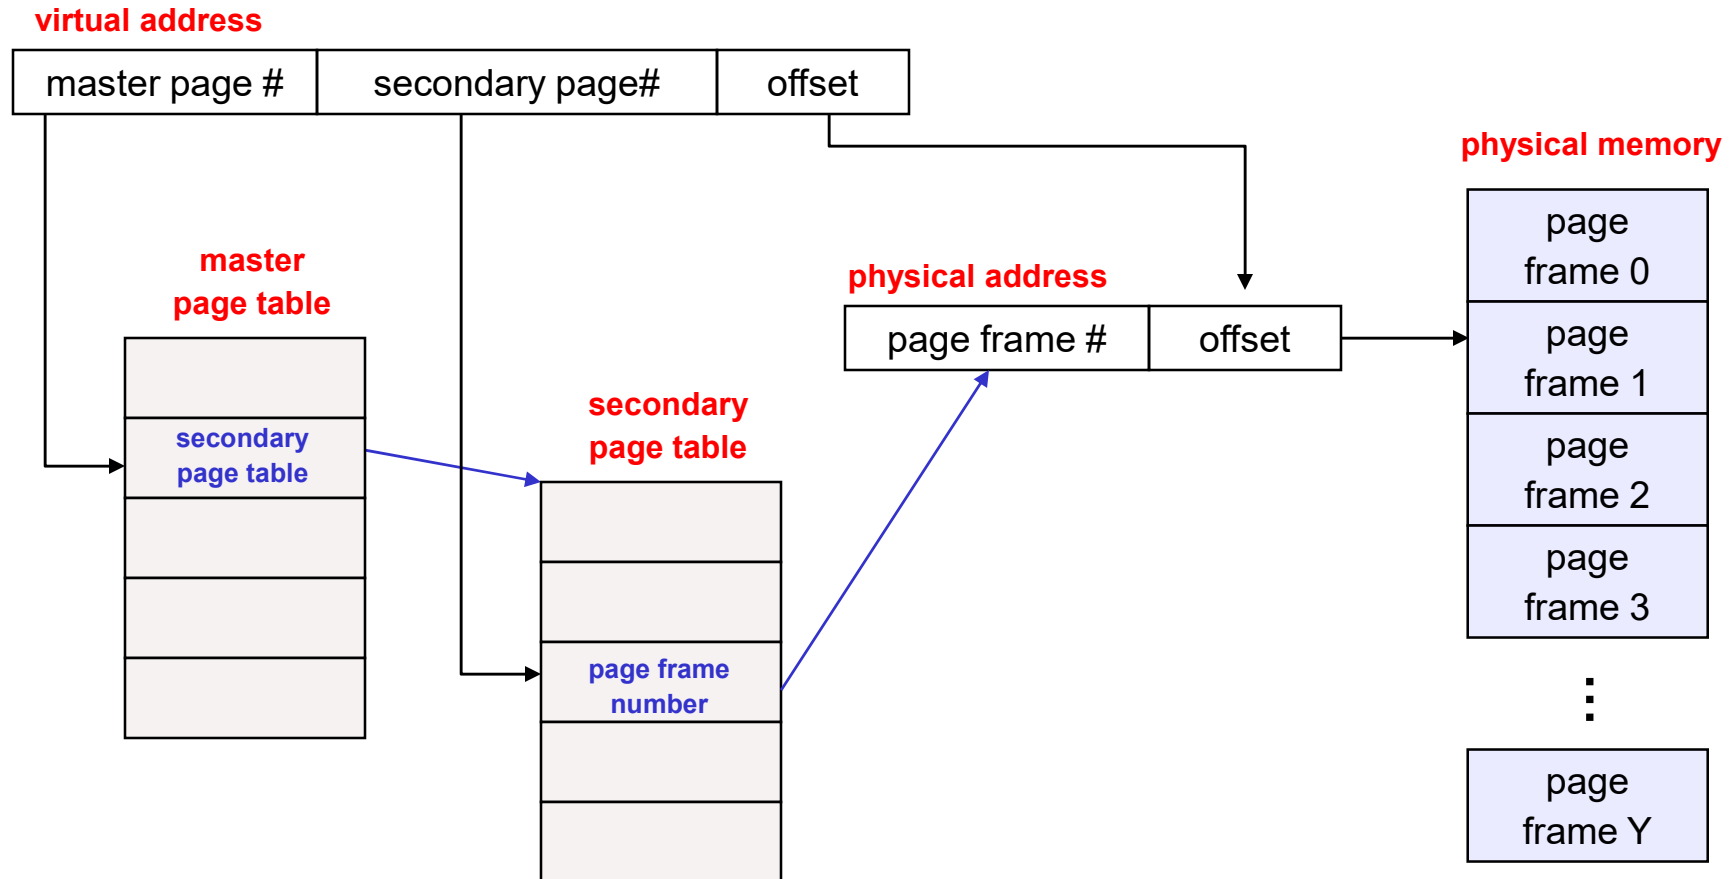 virtual address
master page #
secondary page#
offset
physical memory
master
page table
secondary
page table
secondary
page table
page frame
number
physical address
page frame #
offset
page
frame 0
page
frame 1
page
frame 2
page
frame 3
⋮
page
frame Y